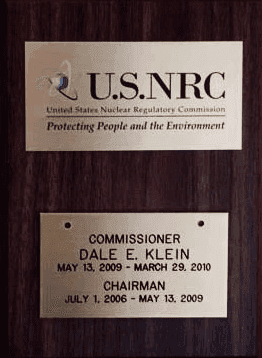 U.S.NRC
United States Nuclear Regulatory Commission
Protecting People and the Environment
COMMISSIONER
DALE E. KLEIN
MAY 13, 2009 - MARCH 29, 2010
CHAIRMAN
JULY 1, 2006 - MAY 13, 2009